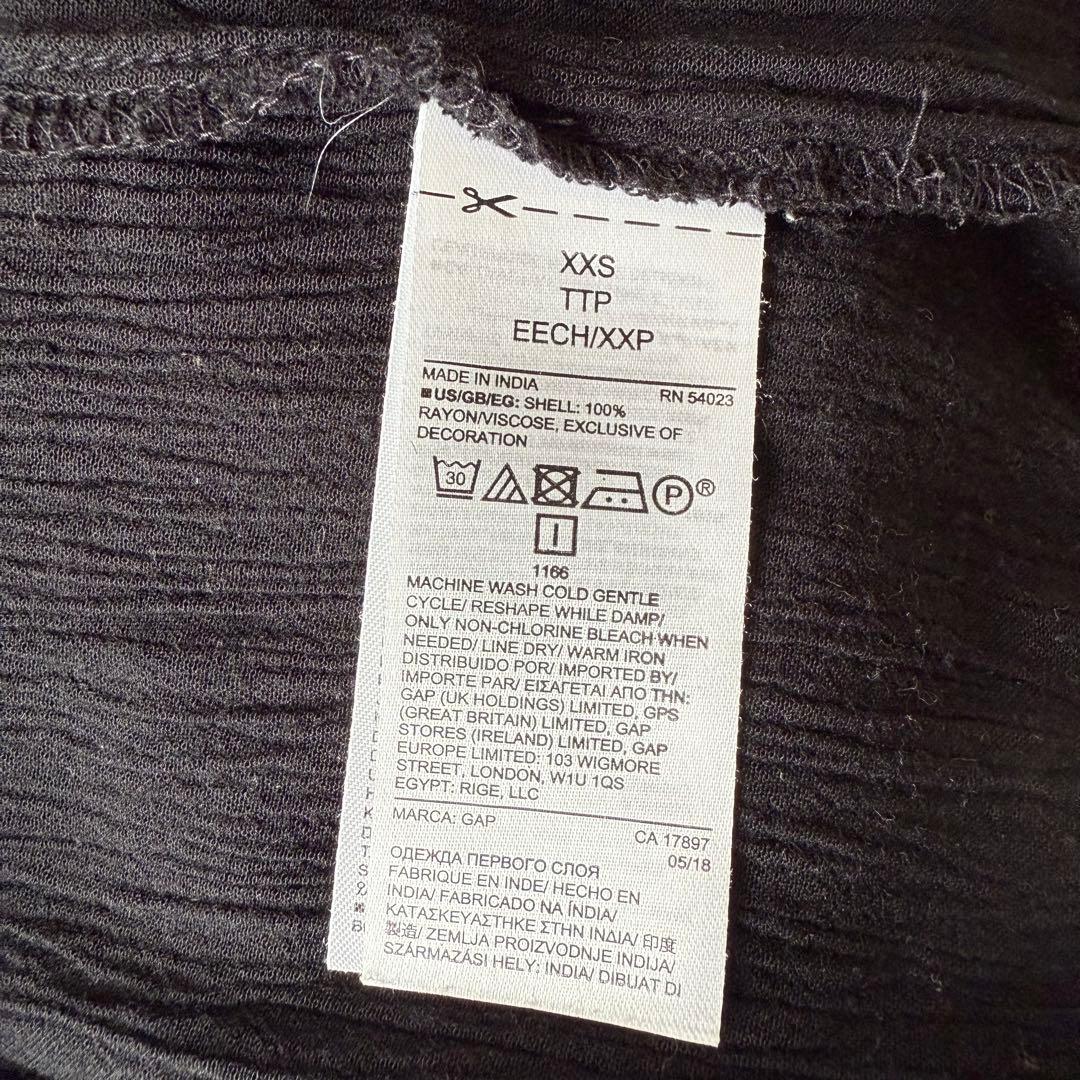 XXS
TTP
EECH/XXP
MADE IN INDIA
RN 54023
US/GB/EG: SHELL: 100%
RAYON/VISCOSE, EXCLUSIVE OF
DECORATION
30
P®
1166
MACHINE WASH COLD GENTLE
CYCLE/ RESHAPE WHILE DAMP/
ONLY NON-CHLORINE BLEACH WHEN
NEEDED/ LINE DRY/ WARM IRON
DISTRIBUIDO POR/ IMPORTED BY/
IMPORTE PAR/ ΕΙΣΑΓΕΤΑΙ ΑΠΟ ΤΗΝ:
GAP (UK HOLDINGS) LIMITED, GPS
(GREAT BRITAIN) LIMITED, GAP
STORES (IRELAND) LIMITED, GAP
EUROPE LIMITED: 103 WIGMORE
STREET, LONDON, W1U 1QS
EGYPT: RIGE, LLC
MARCA: GAP
CA 17897
05/18
ОДЕЖДА ПЕРВОГО СЛОЯ
FABRIQUE EN INDE/ HECHO EN
INDIA/ FABRICADO NA ÍNDIA/
ΚΑΤΑΣΚΕΥΑΣΤΗΚΕ ΣΤΗΝ ΙΝΔΙΑ/ 印度
製造/ ZEMLJA PROIZVODNJE INDIJA/
SZÁRMAZÁSI HELY: INDIA/ DIBUAT DI